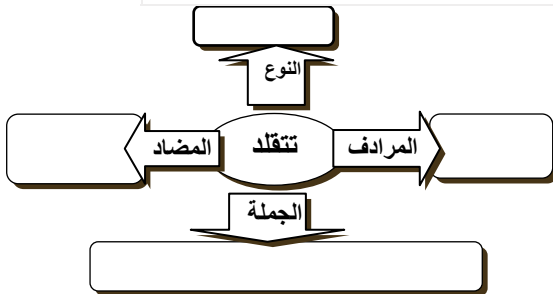 النوع
المرادف
تتقلد
المضاد
الجملة